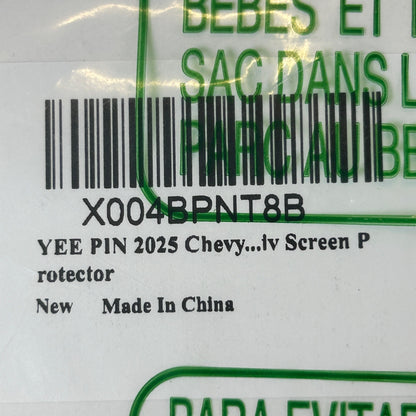 BÉBÉS ET
SAC DANS L
PARC AU BE
X004BPNT8B
YEE PIN 2025 Chevy...iv Screen P
rotector
New Made In China
PARA EVITAR